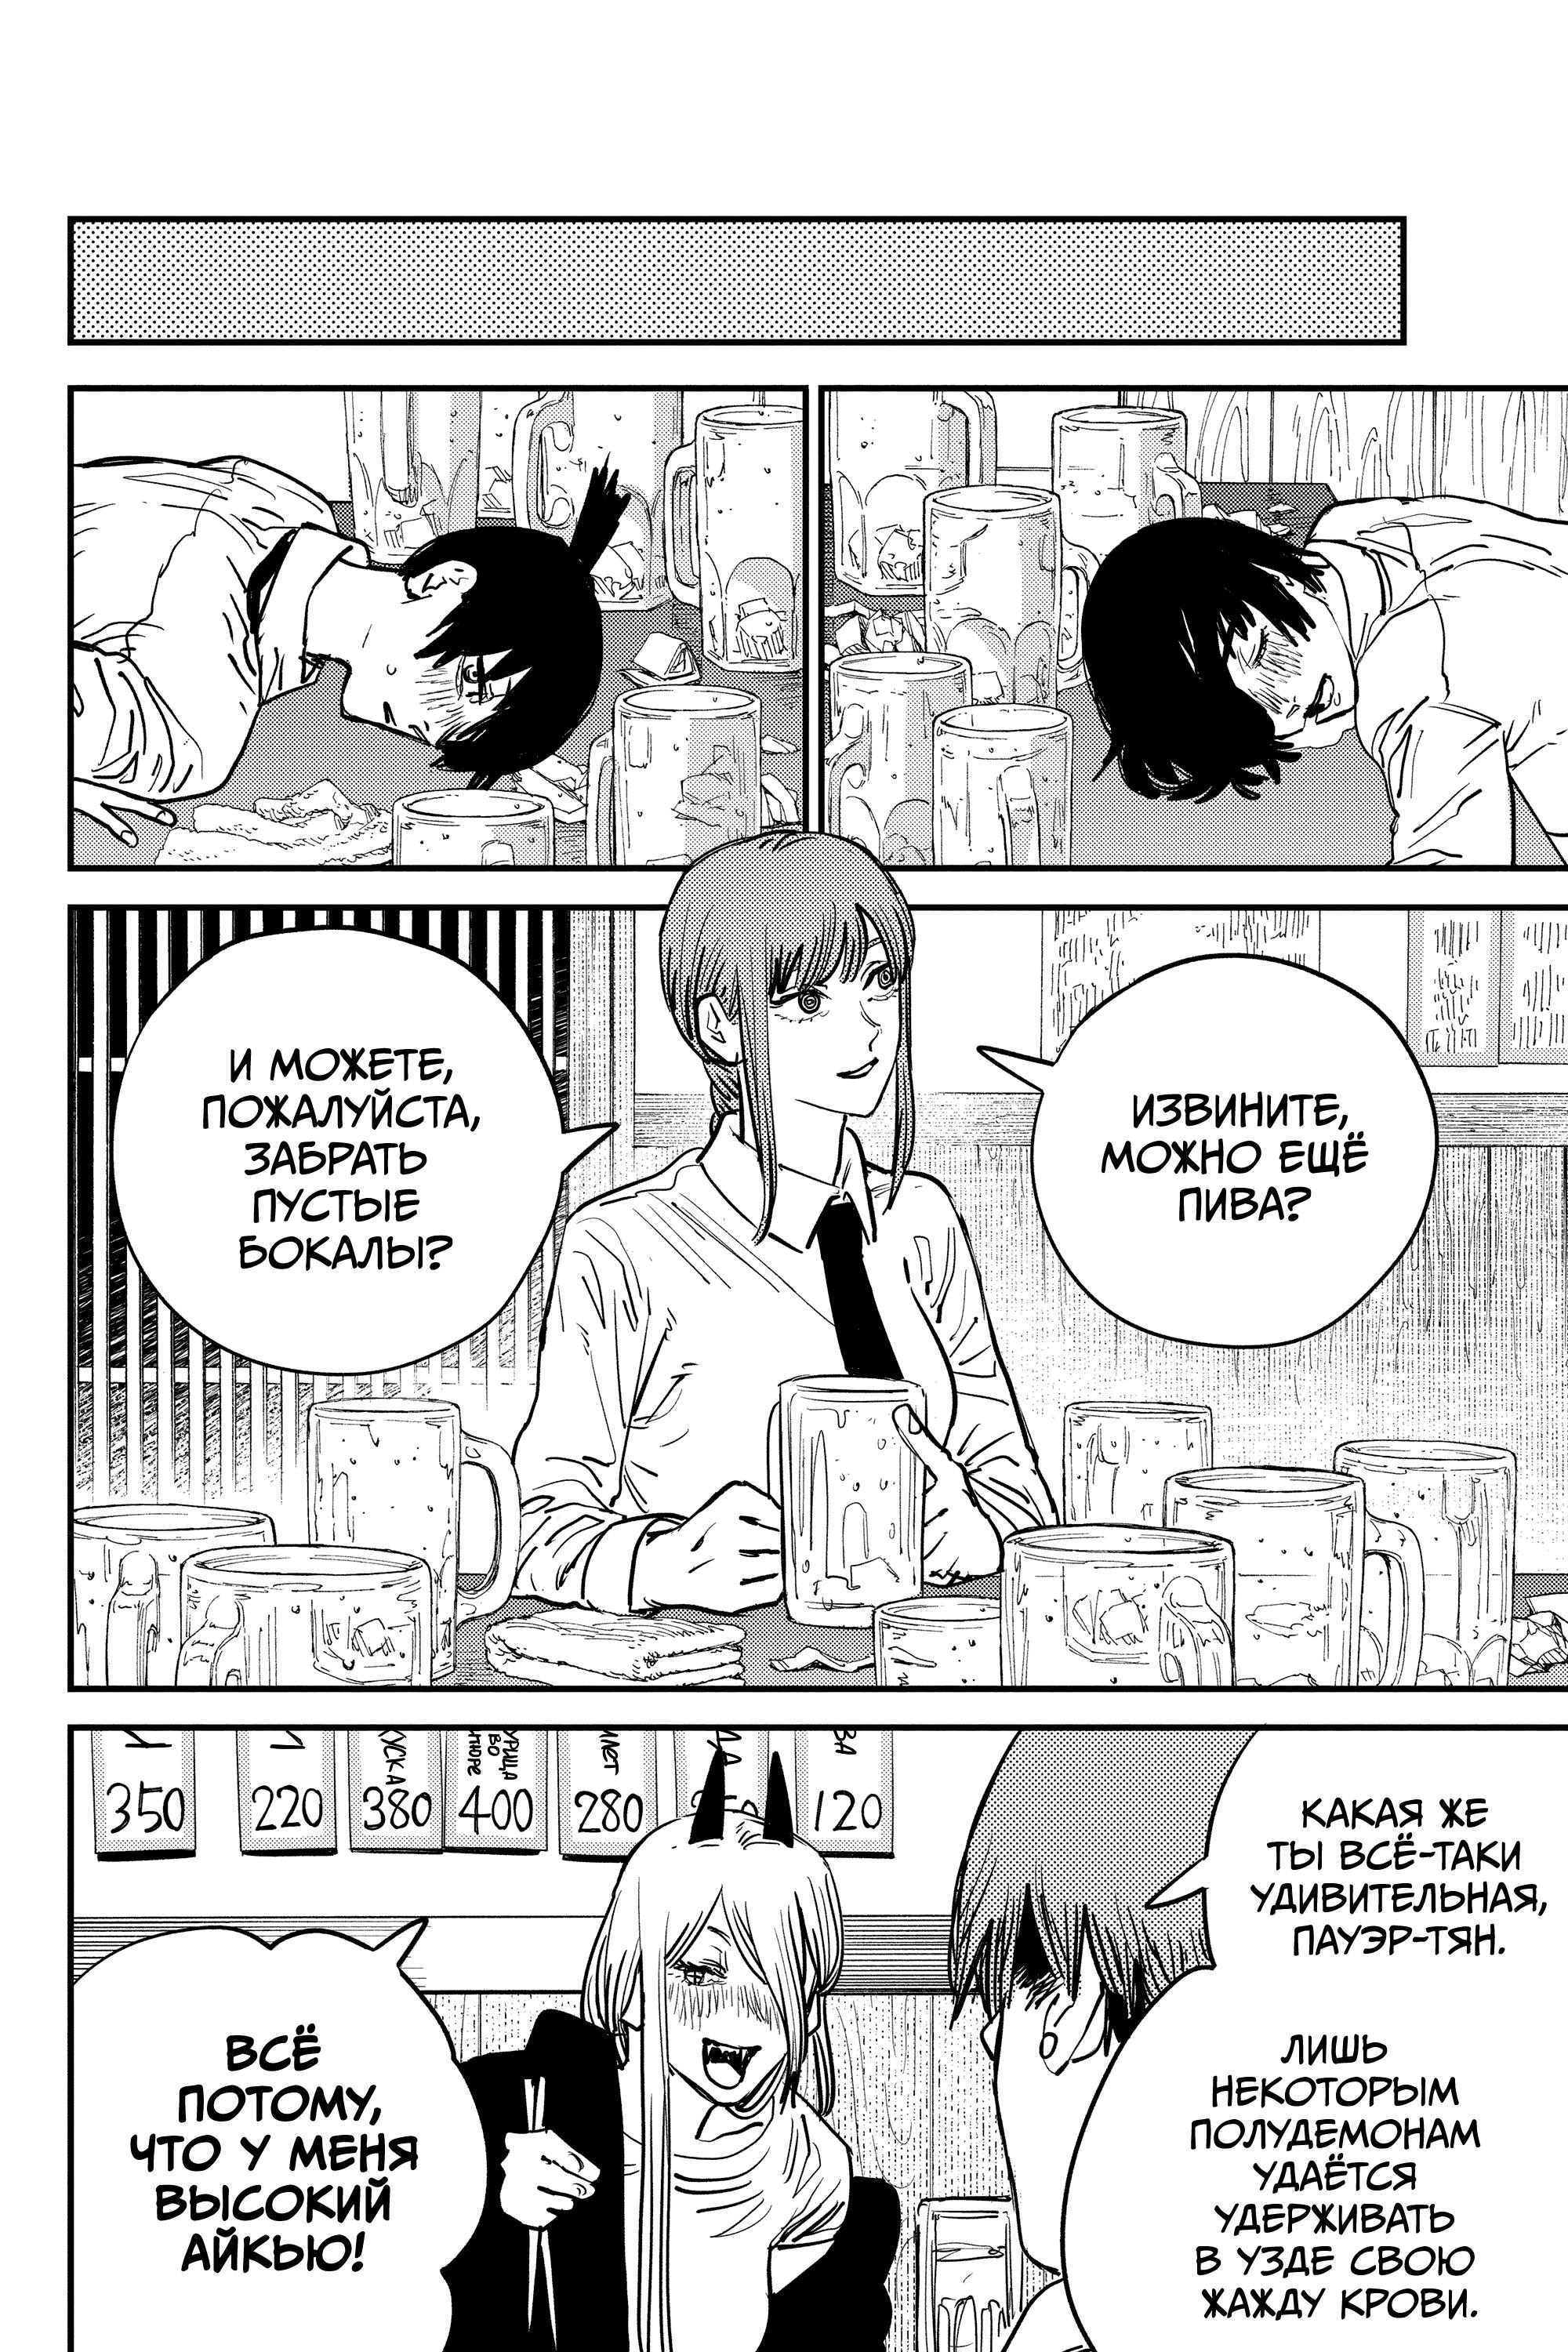 ИЗВИНИТЕ,
МОЖНО ЕЩЁ
ПИВА?
И МОЖЕТЕ,
ПОЖАЛУЙСТА,
ЗАБРАТЬ
ПУСТЫЕ
БОКАЛЫ?
КАКАЯ ЖЕ
ТЫ ВСЁ-ТАКИ
УДИВИТЕЛЬНАЯ,
ПАУЭР-ТЯН.
ЛИШЬ
НЕКОТОРЫМ
ПОЛУДЕМОНАМ
УДАЁТСЯ
УДЕРЖИВАТЬ
В УЗДЕ СВОЮ
ЖАЖДУ КРОВИ.
350
220
380
ВО
400
280
120
ВСЁ
ПОТОМУ,
ЧТО У МЕНЯ
ВЫСОКИЙ
АЙКЬЮ!